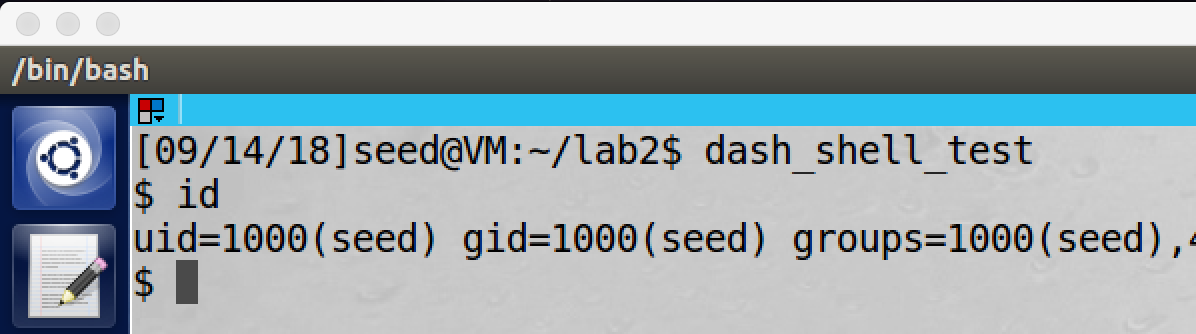 /bin/bash
[09/14/18]seed@VM:~/lab2$ dash_shell_test
$ id
uid=1000(seed) gid=1000(seed) groups=1000(seed),4
$